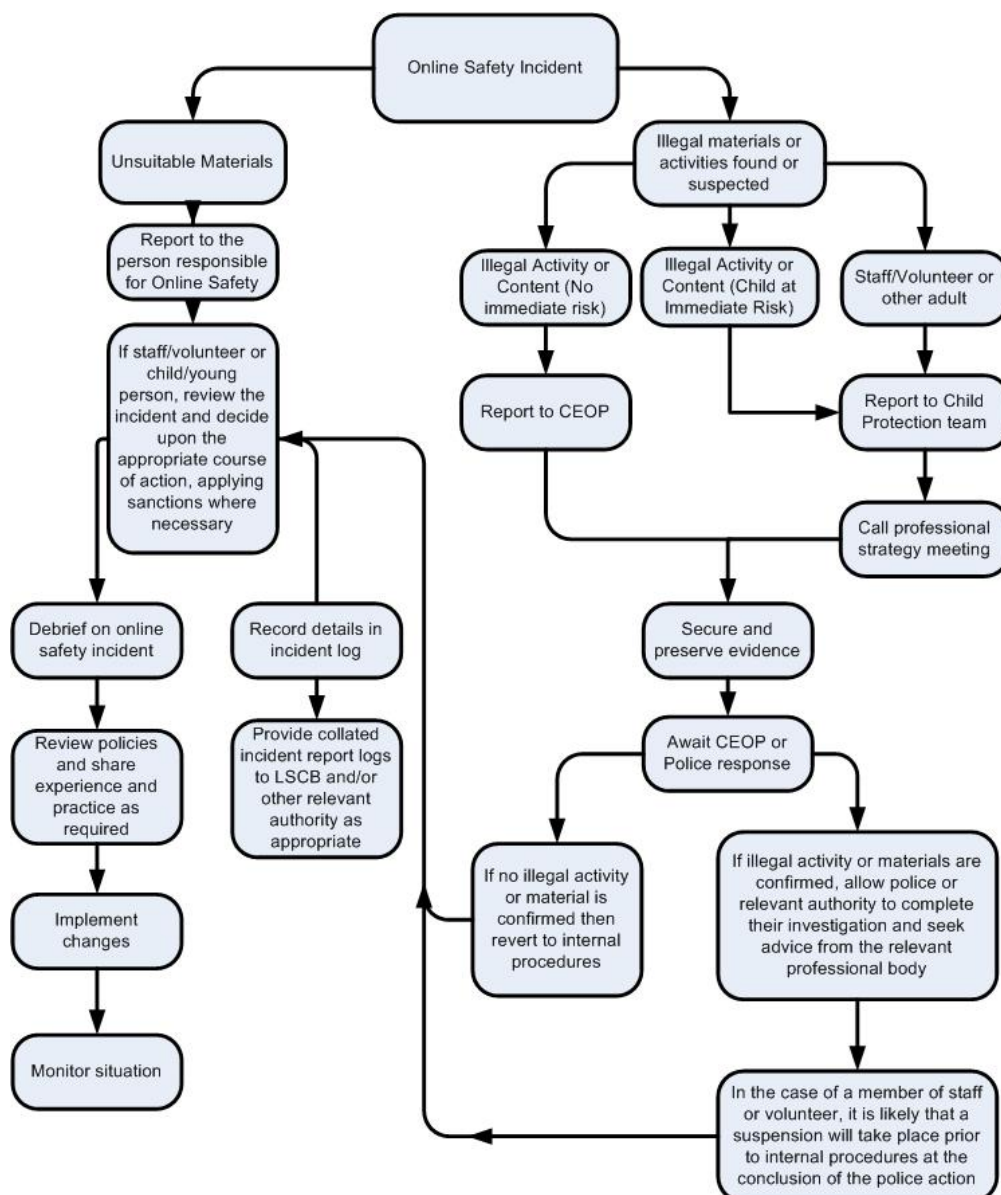 Online Safety Incident
Unsuitable Materials
Report to the
person responsible
for Online Safety
If staff/volunteer or
child/young
person, review the
incident and decide
upon the
appropriate course
of action, applying
sanctions where
necessary
Debrief on online
safety incident
Review policies
and share
experience and
practice as
required
Implement
changes
Monitor situation
Record details in
incident log
Provide collated
incident report logs
to LSCB and/or
other relevant
authority as
appropriate
Illegal materials or
activities found or
suspected
Illegal Activity or
Content (No
immediate risk)
Illegal Activity or
Content (Child at
Immediate Risk)
Staff/Volunteer or
other adult
Report to CEOP
Report to Child
Protection team
Call professional
strategy meeting
Secure and
preserve evidence
Await CEOP or
Police response
If no illegal activity
or material is
confirmed then
revert to internal
procedures
If illegal activity or materials are
confirmed, allow police or
relevant authority to complete
their investigation and seek
advice from the relevant
professional body
In the case of a member of staff
or volunteer, it is likely that a
suspension will take place prior
to internal procedures at the
conclusion of the police action